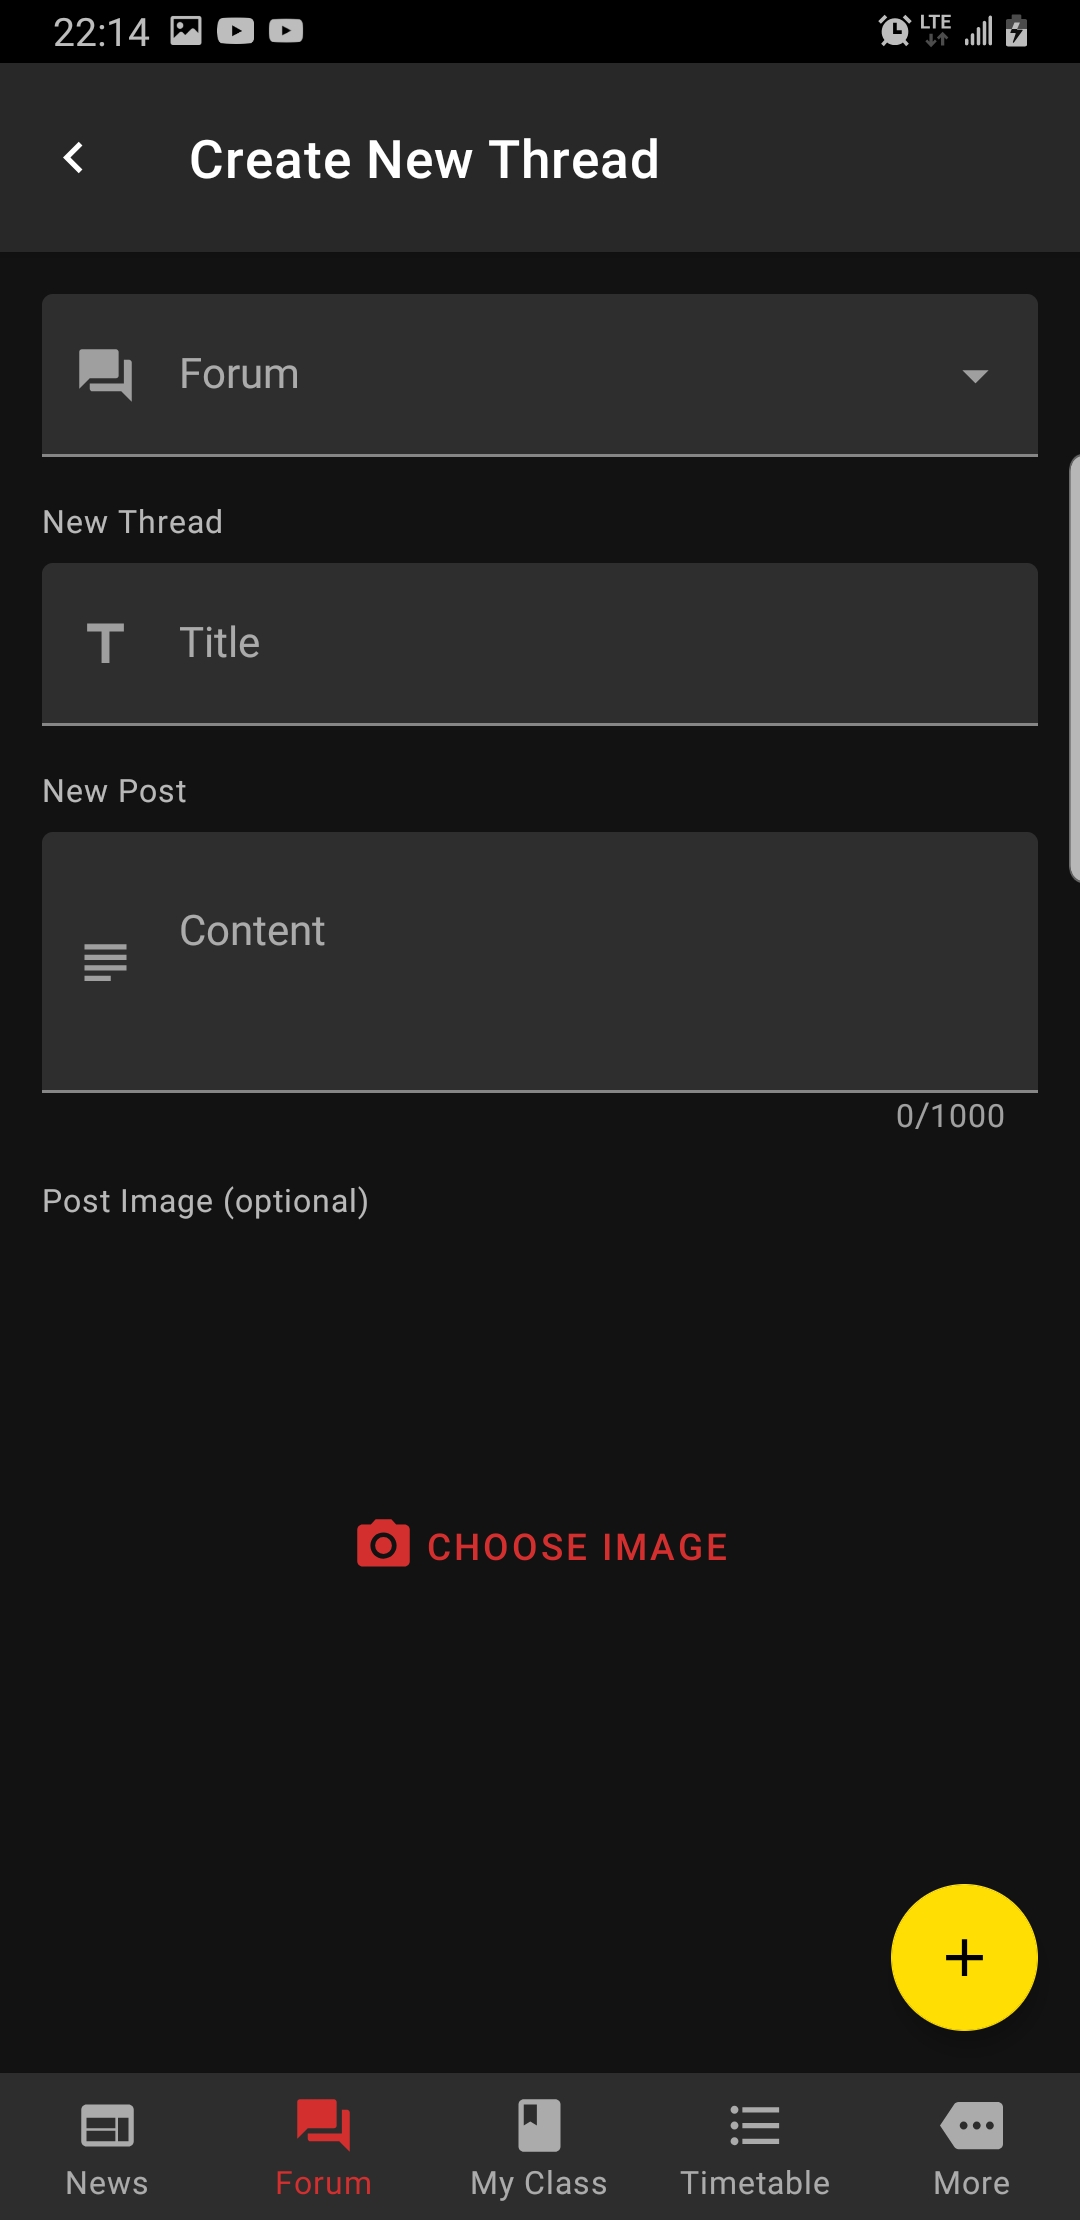 22:14
LTE
Create New Thread
Forum
New Thread
Title
New Post
Content
0/1000
Post Image (optional)
CHOOSE IMAGE
News
Forum
My Class
Timetable
More